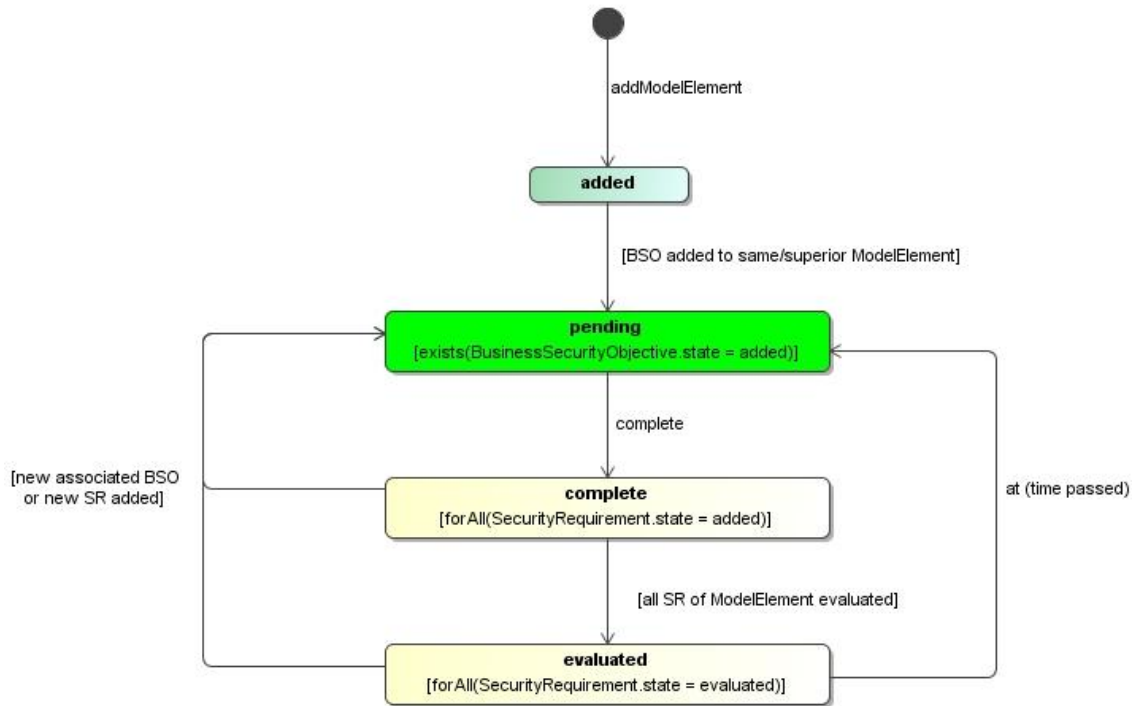 addModelElement
added
[BSO added to same/superior ModelElement]
pending
[exists(BusinessSecurityObjective.state = added)]
complete
[new associated BSO
or new SR added]
complete
[forAll(SecurityRequirement.state = added)]
at (time passed)
[all SR of ModelElement evaluated]
evaluated
[forAll(SecurityRequirement.state = evaluated)]